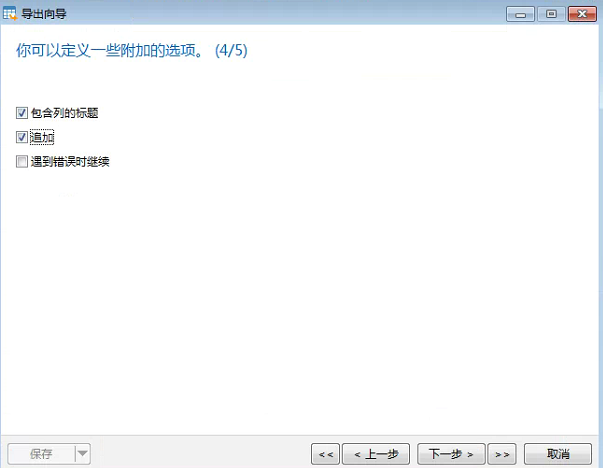 导出向导
你可以定义一些附加的选项。 (4/5)
包含列的标题
追加
遇到错误时继续
保存 << < 上一步 下一步 > >> 取消